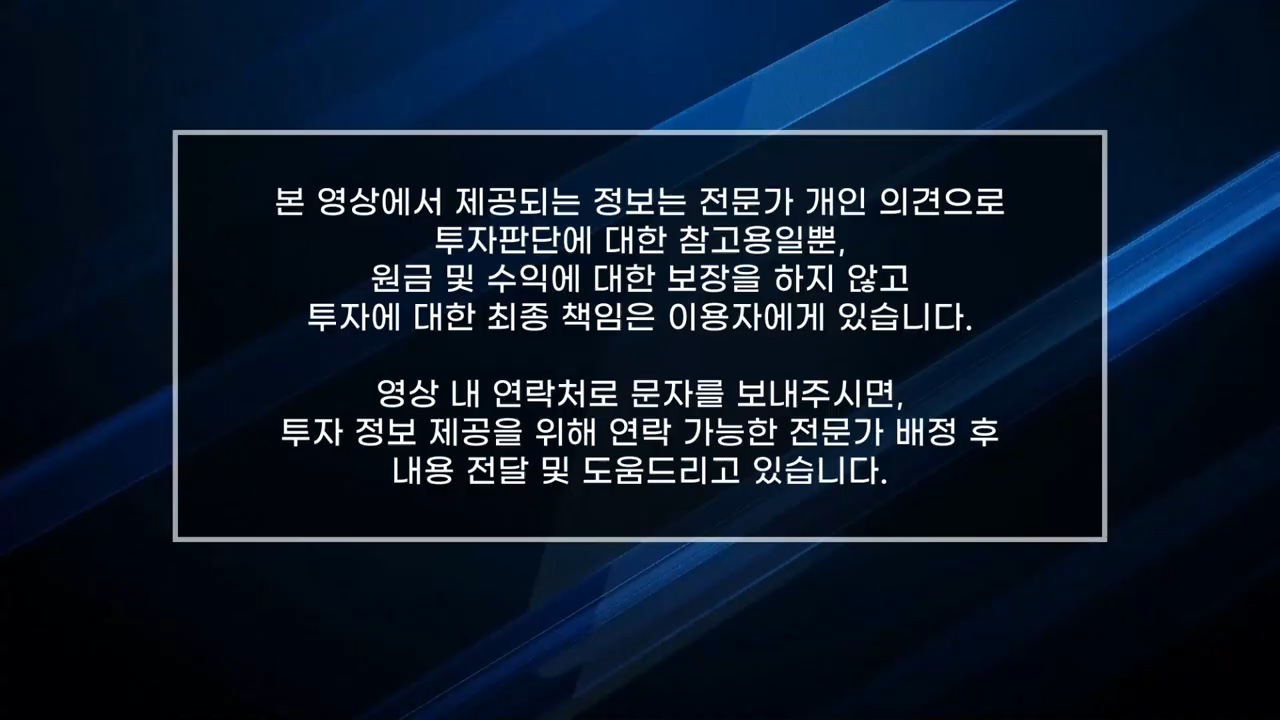 본 영상에서 제공되는 정보는 전문가 개인 의견으로
투자판단에 대한 참고용일뿐,
원금 및 수익에 대한 보장을 하지 않고
투자에 대한 최종 책임은 이용자에게 있습니다.
영상 내 연락처로 문자를 보내주시면,
투자 정보 제공을 위해 연락 가능한 전문가 배정 후
내용 전달 및 도움드리고 있습니다.